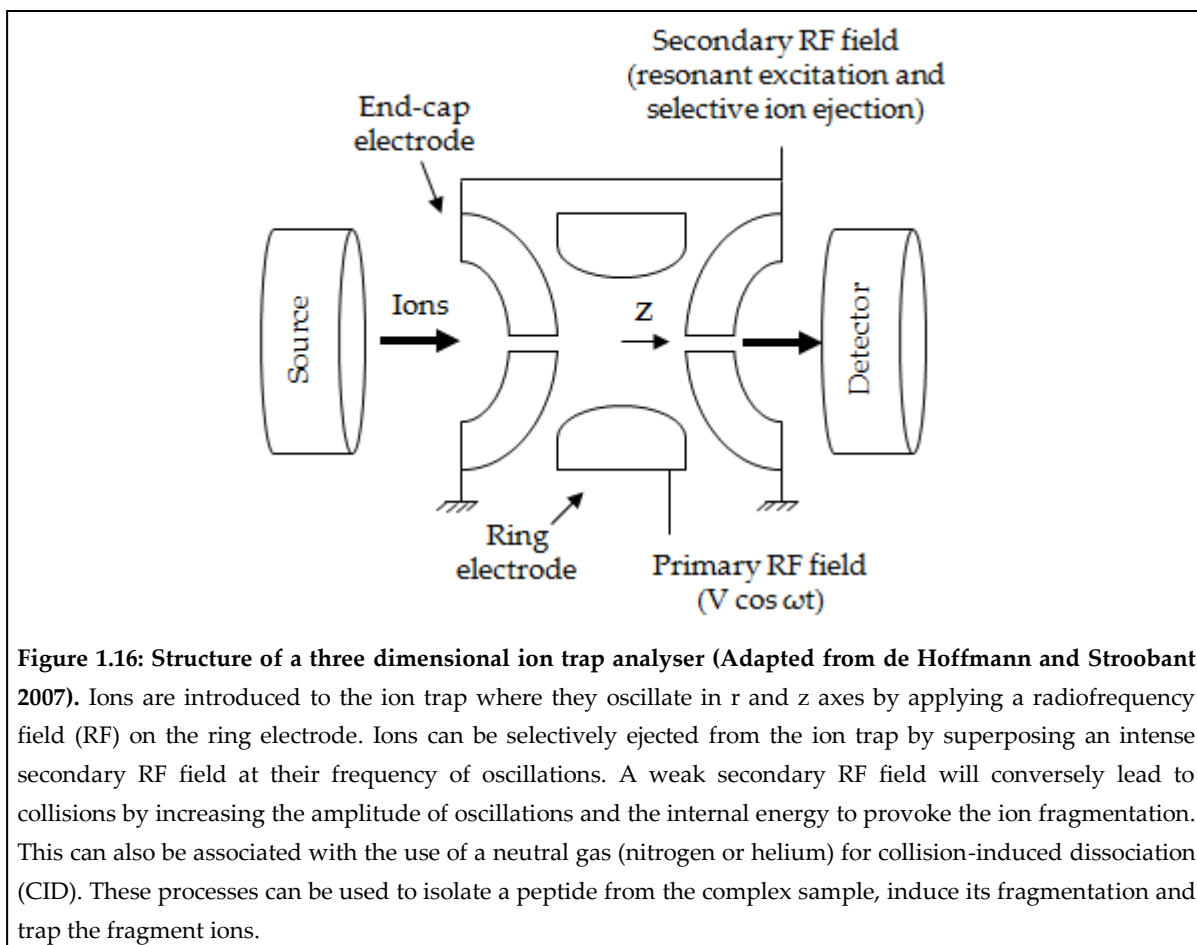 Secondary RF field
(resonant excitation and
selective ion ejection)
End-cap
electrode
Source
Ions
Z
Detector
Ring
electrode
Primary RF field
(V cos ωt)
Figure 1.16: Structure of a three dimensional ion trap analyser (Adapted from de Hoffmann and Stroobant
2007). Ions are introduced to the ion trap where they oscillate in r and z axes by applying a radiofrequency
field (RF) on the ring electrode. Ions can be selectively ejected from the ion trap by superposing an intense
secondary RF field at their frequency of oscillations. A weak secondary RF field will conversely lead to
collisions by increasing the amplitude of oscillations and the internal energy to provoke the ion fragmentation.
This can also be associated with the use of a neutral gas (nitrogen or helium) for collision-induced dissociation
(CID). These processes can be used to isolate a peptide from the complex sample, induce its fragmentation and
trap the fragment ions.